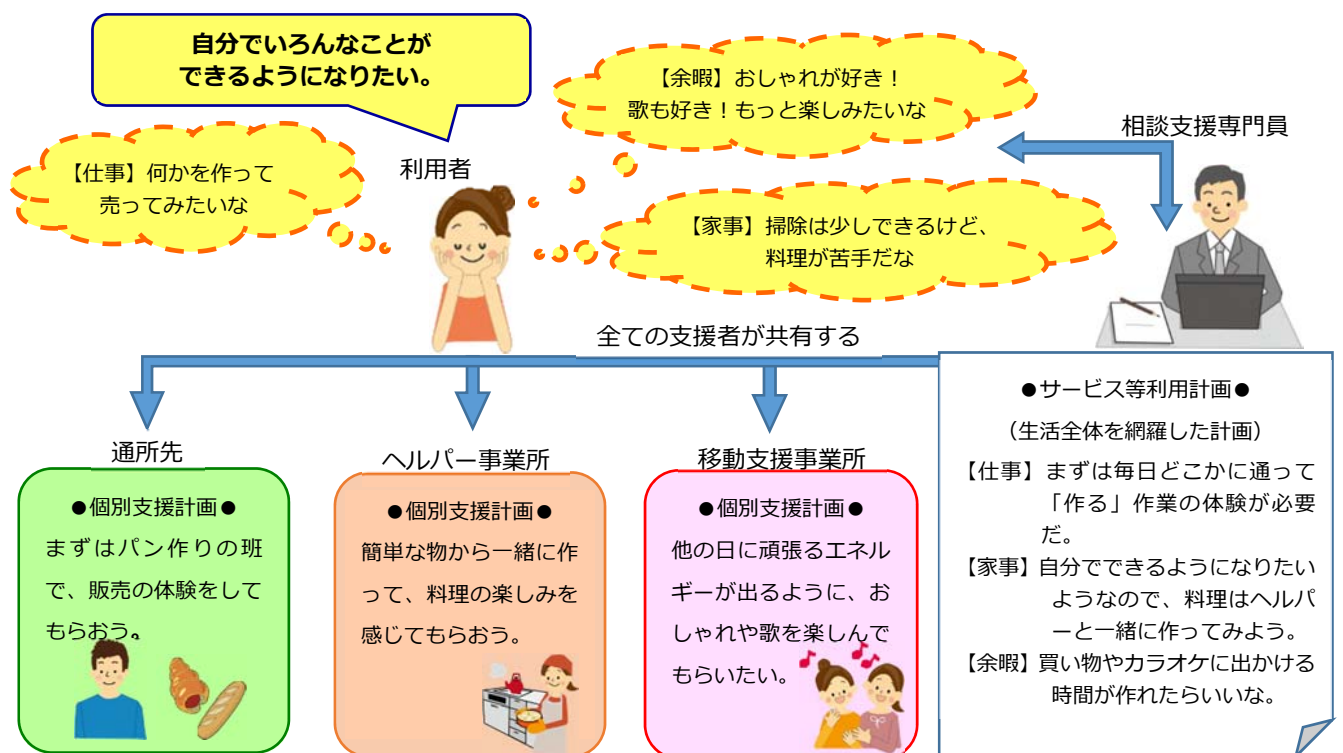 自分でいろんなことが
できるようになりたい。
【余暇】おしゃれが好き！
歌も好き！もっと楽しみたいな
相談支援専門員
【仕事】何かを作って
売ってみたいな
利用者
【家事】掃除は少しできるけど、
料理が苦手だな
全ての支援者が共有する
通所先
●個別支援計画●
まずはパン作りの班
で、販売の体験をして
もらおう。
ヘルパー事業所
●個別支援計画●
簡単な物から一緒に作
って、料理の楽しみを
感じてもらおう。
移動支援事業所
●個別支援計画●
他の日に頑張るエネル
ギーが出るように、お
しゃれや歌を楽しんで
もらいたい。
●サービス等利用計画●
（生活全体を網羅した計画）
【仕事】まずは毎日どこかに通って
「作る」作業の体験が必要
だ。
【家事】自分でできるようになりたい
ようなので、料理はヘルパ
ーと一緒に作ってみよう。
【余暇】買い物やカラオケに出かける
時間が作れたらいいな。